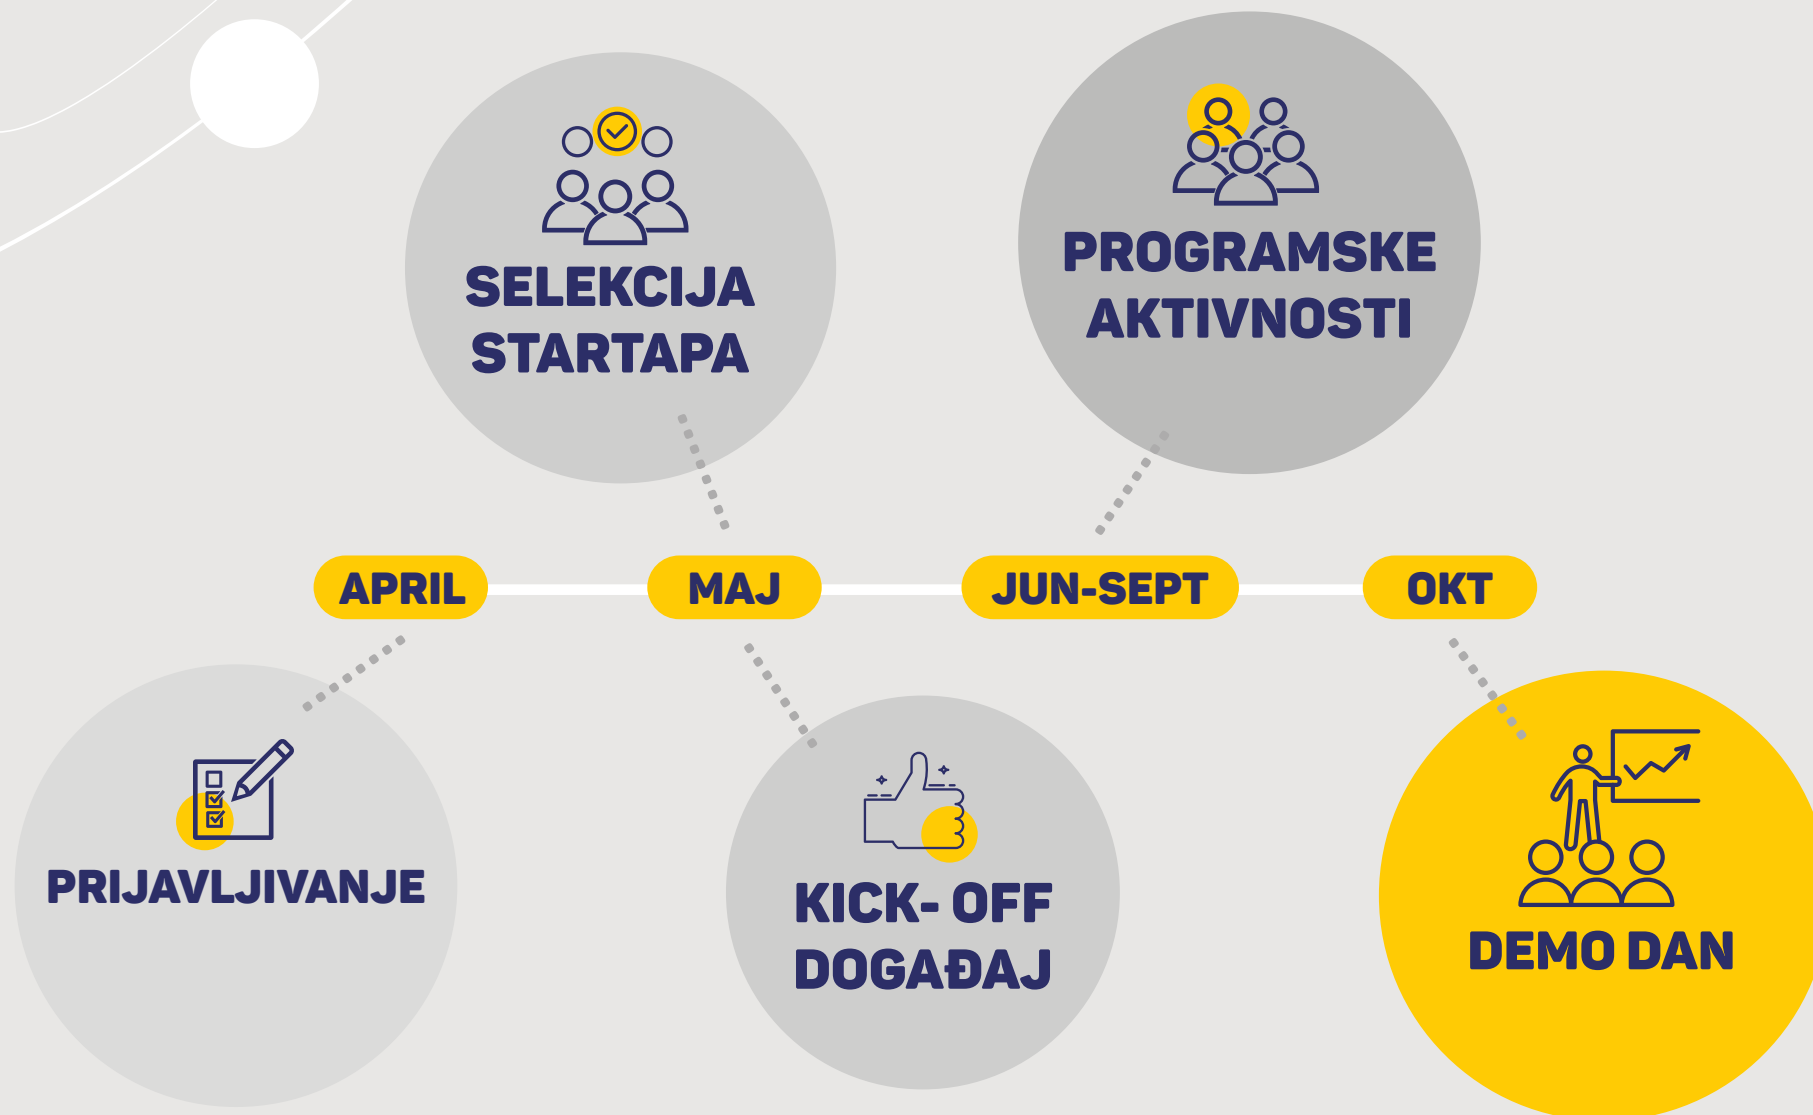 SELEKCIJA
STARTAPA
PROGRAMSKE
AKTIVNOSTI
APRIL
MAJ
JUN-SEPT
OKT
PRIJAVLJIVANJE
KICK- OFF
DOGAĐAJ
DEMO DAN